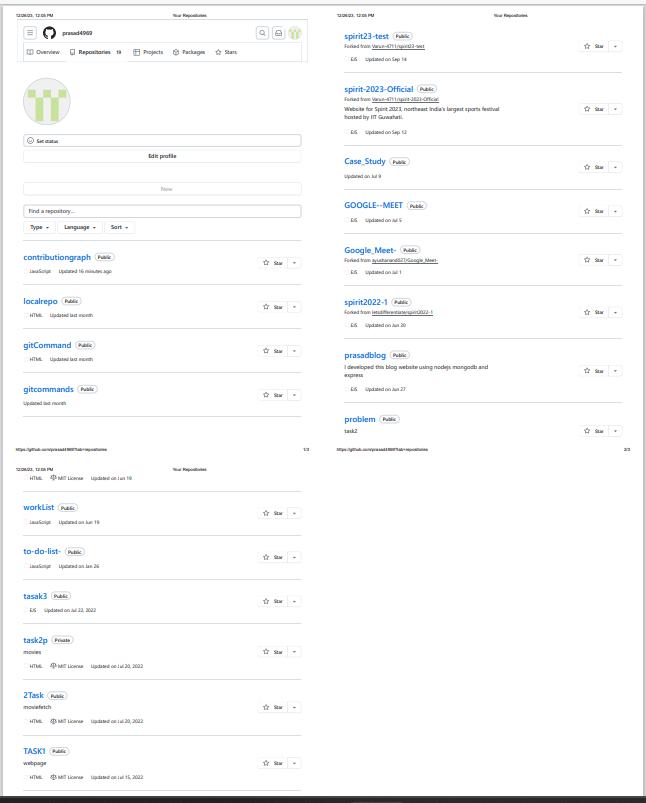 12/26/23, 12:05 PM Your Repositories
prasad4969
Overview Repositories 18 Projects Packages Stars
Set status
Edit profile
New
Find a repository...
Type Language Sort
contributiongraph Public
JavaScript Updated 16 minutes ago
Star
localrepo Public
HTML Updated last month
Star
gitCommand Public
HTML Updated last month
Star
gitcommands Public
Updated last month
Star
https://github.com/prasad4969?tab=repositories 1/3
12/26/23, 12:05 PM Your Repositories
spirit23-test Public
Forked from Varun-4711/spirit23-test
EJS Updated on Sep 14
Star
spirit-2023-Official Public
Forked from Varun-4711/spirit-2023-Official
Website for Spirit 2023, northeast India's largest sports festival
hosted by IIT Guwahati.
EJS Updated on Sep 12
Star
Case_Study Public
Updated on Jul 9
Star
GOOGLE--MEET Public
EJS Updated on Jul 5
Star
Google_Meet- Public
Forked from ayushanand027/Google_Meet-
EJS Updated on Jul 1
Star
spirit2022-1 Public
Forked from letsdifferentiate/spirit2022-1
EJS Updated on Jun 30
Star
prasadblog Public
I developed this blog website using nodejs mongodb and
express
EJS Updated on Jun 27
Star
problem Public
task2
Star
https://github.com/prasad4969?tab=repositories 2/3
12/26/23, 12:05 PM Your Repositories
HTML MIT License Updated on Jun 19
workList Public
JavaScript Updated on Jun 19
Star
to-do-list- Public
JavaScript Updated on Jan 26
Star
tasak3 Public
EJS Updated on Jul 22, 2022
Star
task2p Private
movies
HTML MIT License Updated on Jul 20, 2022
Star
2Task Public
moviefetch
HTML MIT License Updated on Jul 20, 2022
Star
TASK1 Public
webpage
HTML MIT License Updated on Jul 15, 2022
Star